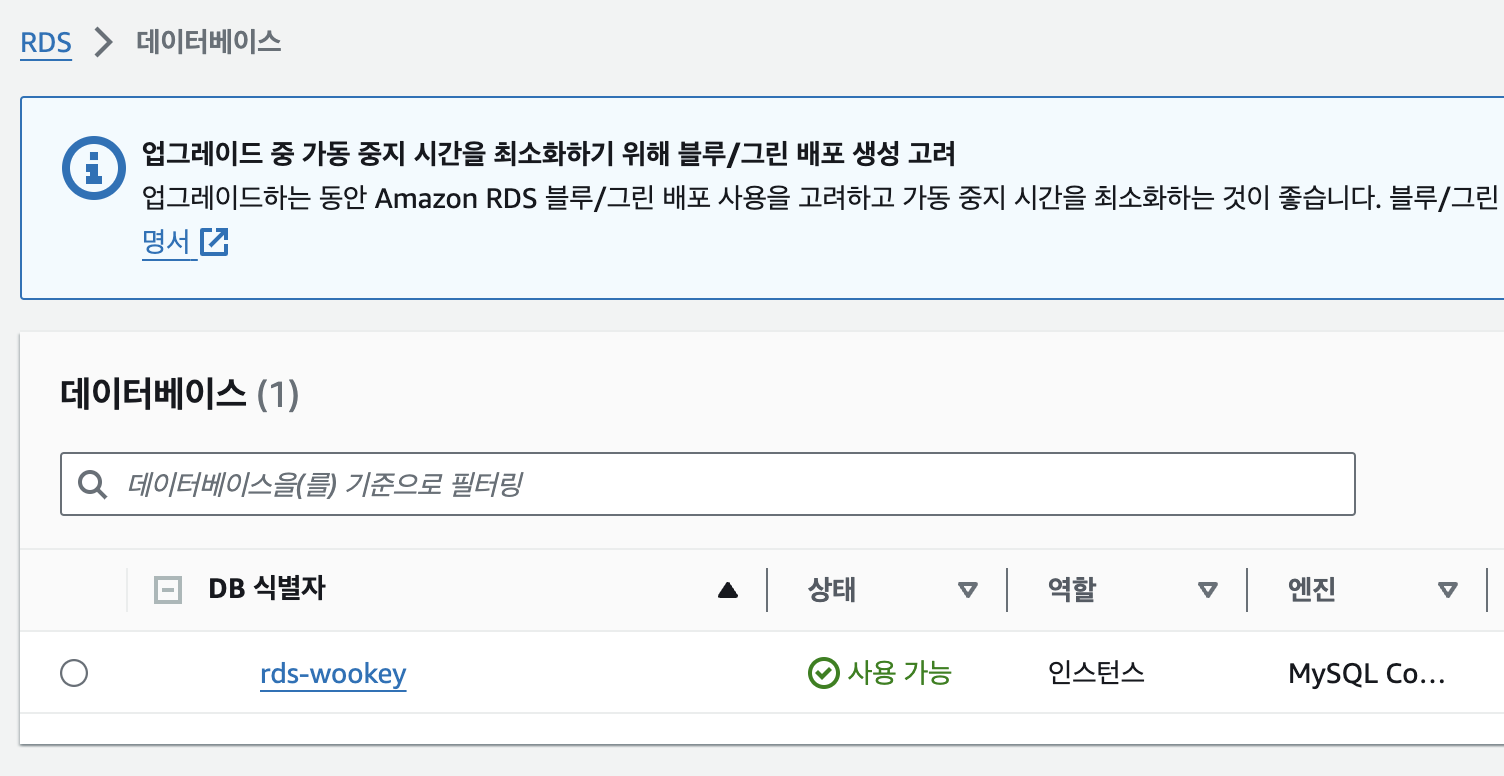 RDS > 데이터베이스
업그레이드 중 가동 중지 시간을 최소화하기 위해 블루/그린 배포 생성 고려
업그레이드하는 동안 Amazon RDS 블루/그린 배포 사용을 고려하고 가동 중지 시간을 최소화하는 것이 좋습니다. 블루/그린
명서
데이터베이스 (1)
데이터베이스을(를) 기준으로 필터링
DB 식별자 상태 역할 엔진
rds-wookey 사용 가능 인스턴스 MySQL Co...